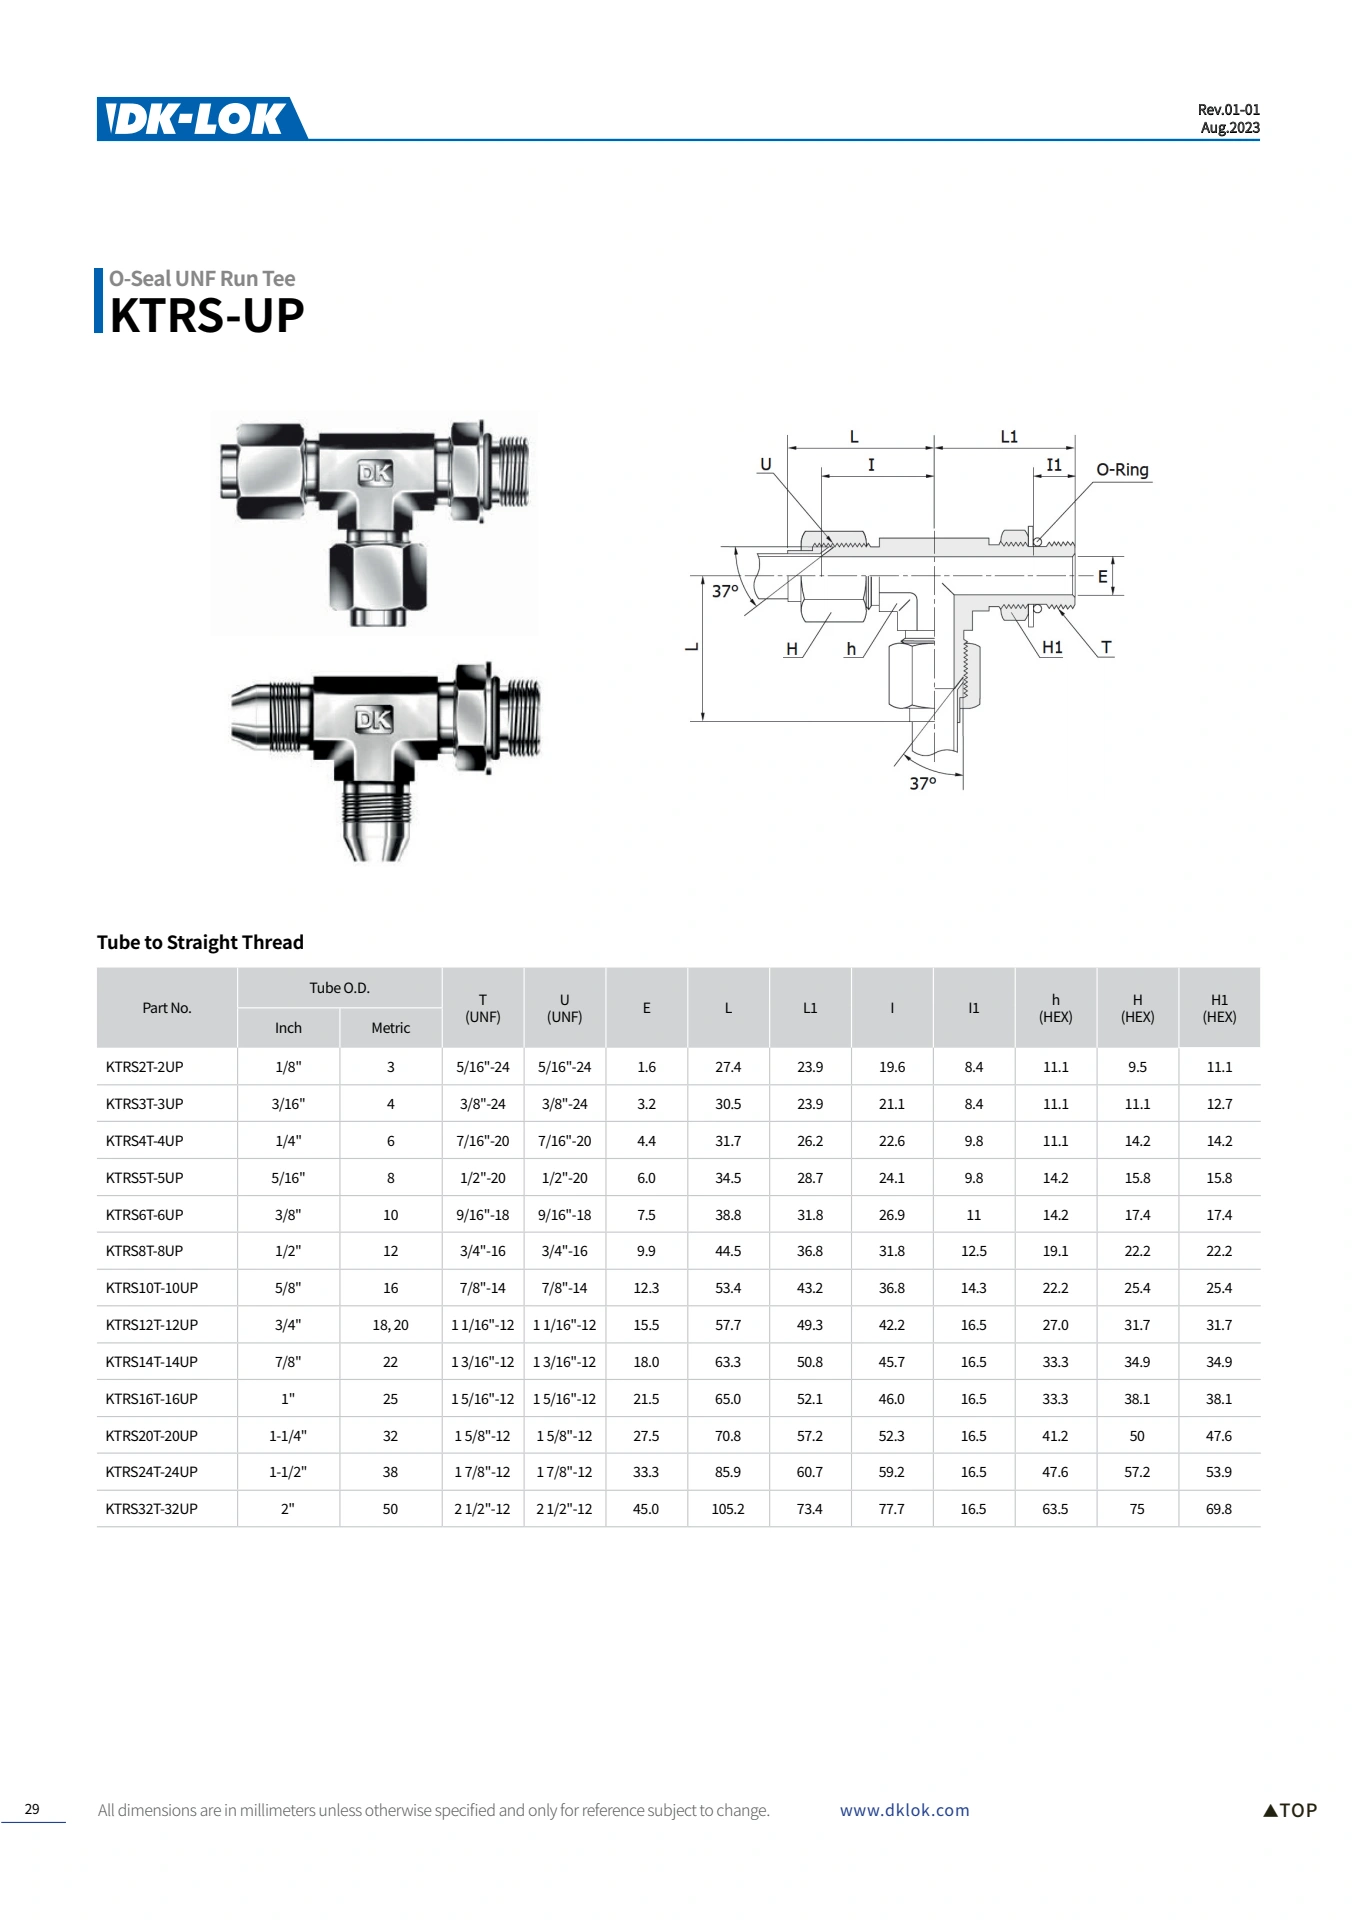 DK-LOK
Rev.01-01
Aug.2023
O-Seal UNF Run Tee
KTRS-UP
DK
DK
L L1
U I I1 O-Ring
37º E
L H h H1 T
37º
Tube to Straight Thread
Part No. Tube O.D. Inch Metric T (UNF) U (UNF) E L L1 I I1 h (HEX) H (HEX) H1 (HEX)
KTRS2T-2UP 1/8" 3 5/16"-24 5/16"-24 1.6 27.4 23.9 19.6 8.4 11.1 9.5 11.1
KTRS3T-3UP 3/16" 4 3/8"-24 3/8"-24 3.2 30.5 23.9 21.1 8.4 11.1 11.1 12.7
KTRS4T-4UP 1/4" 6 7/16"-20 7/16"-20 4.4 31.7 26.2 22.6 9.8 11.1 14.2 14.2
KTRS5T-5UP 5/16" 8 1/2"-20 1/2"-20 6.0 34.5 28.7 24.1 9.8 14.2 15.8 15.8
KTRS6T-6UP 3/8" 10 9/16"-18 9/16"-18 7.5 38.8 31.8 26.9 11 14.2 17.4 17.4
KTRS8T-8UP 1/2" 12 3/4"-16 3/4"-16 9.9 44.5 36.8 31.8 12.5 19.1 22.2 22.2
KTRS10T-10UP 5/8" 16 7/8"-14 7/8"-14 12.3 53.4 43.2 36.8 14.3 22.2 25.4 25.4
KTRS12T-12UP 3/4" 18, 20 1 1/16"-12 1 1/16"-12 15.5 57.7 49.3 42.2 16.5 27.0 31.7 31.7
KTRS14T-14UP 7/8" 22 1 3/16"-12 1 3/16"-12 18.0 63.3 50.8 45.7 16.5 33.3 34.9 34.9
KTRS16T-16UP 1" 25 1 5/16"-12 1 5/16"-12 21.5 65.0 52.1 46.0 16.5 33.3 38.1 38.1
KTRS20T-20UP 1-1/4" 32 1 5/8"-12 1 5/8"-12 27.5 70.8 57.2 52.3 16.5 41.2 50 47.6
KTRS24T-24UP 1-1/2" 38 1 7/8"-12 1 7/8"-12 33.3 85.9 60.7 59.2 16.5 47.6 57.2 53.9
KTRS32T-32UP 2" 50 2 1/2"-12 2 1/2"-12 45.0 105.2 73.4 77.7 16.5 63.5 75 69.8
29 All dimensions are in millimeters unless otherwise specified and only for reference subject to change. www.dklok.com ▲TOP